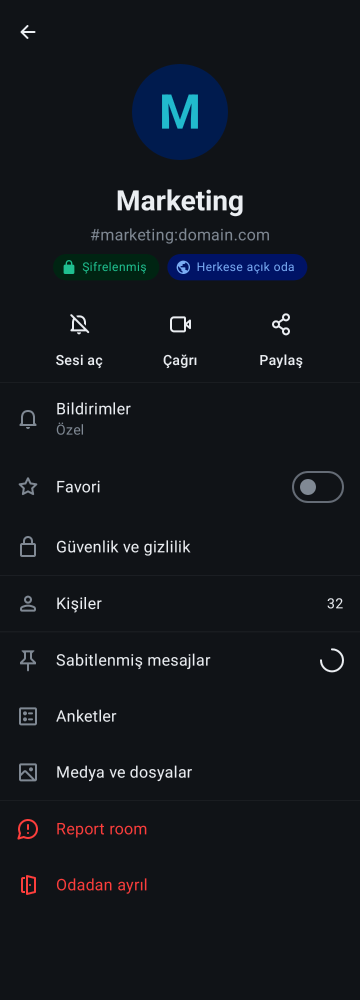 M
Marketing
#marketing:domain.com
Şifrelenmiş
Herkese açık oda
Sesi aç
Çağrı
Paylaş
Bildirimler
Özel
Favori
Güvenlik ve gizlilik
Kişiler
32
Sabitlenmiş mesajlar
Anketler
Medya ve dosyalar
Report room
Odadan ayrıl